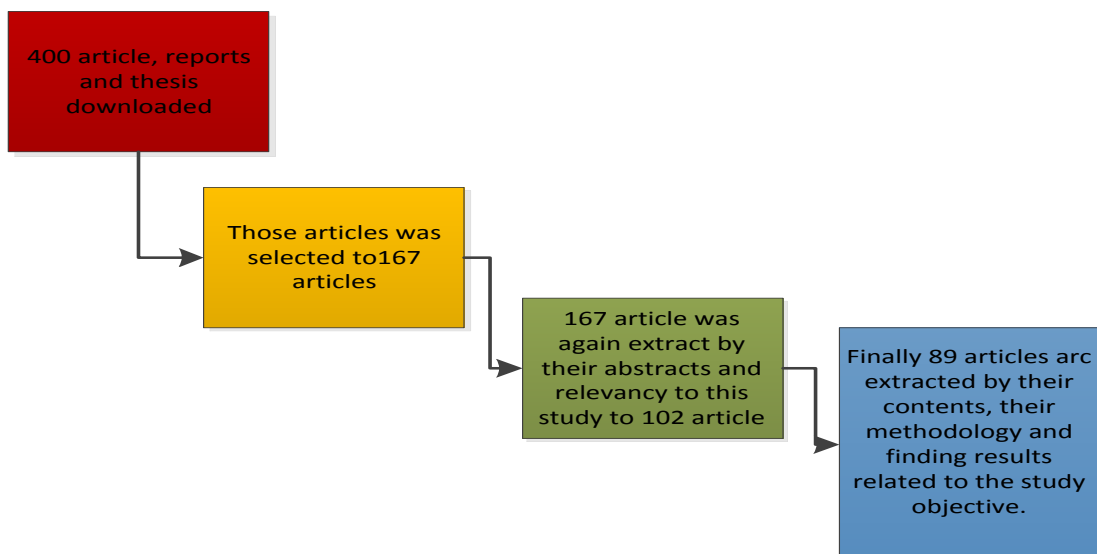 400 article, reports
and thesis
downloaded
Those articles was
selected to167
articles
167 article was
again extract by
their abstracts and
relevancy to this
study to 102 article
Finally 89 articles arc
extracted by their
contents, their
methodology and
finding results
related to the study
objective.